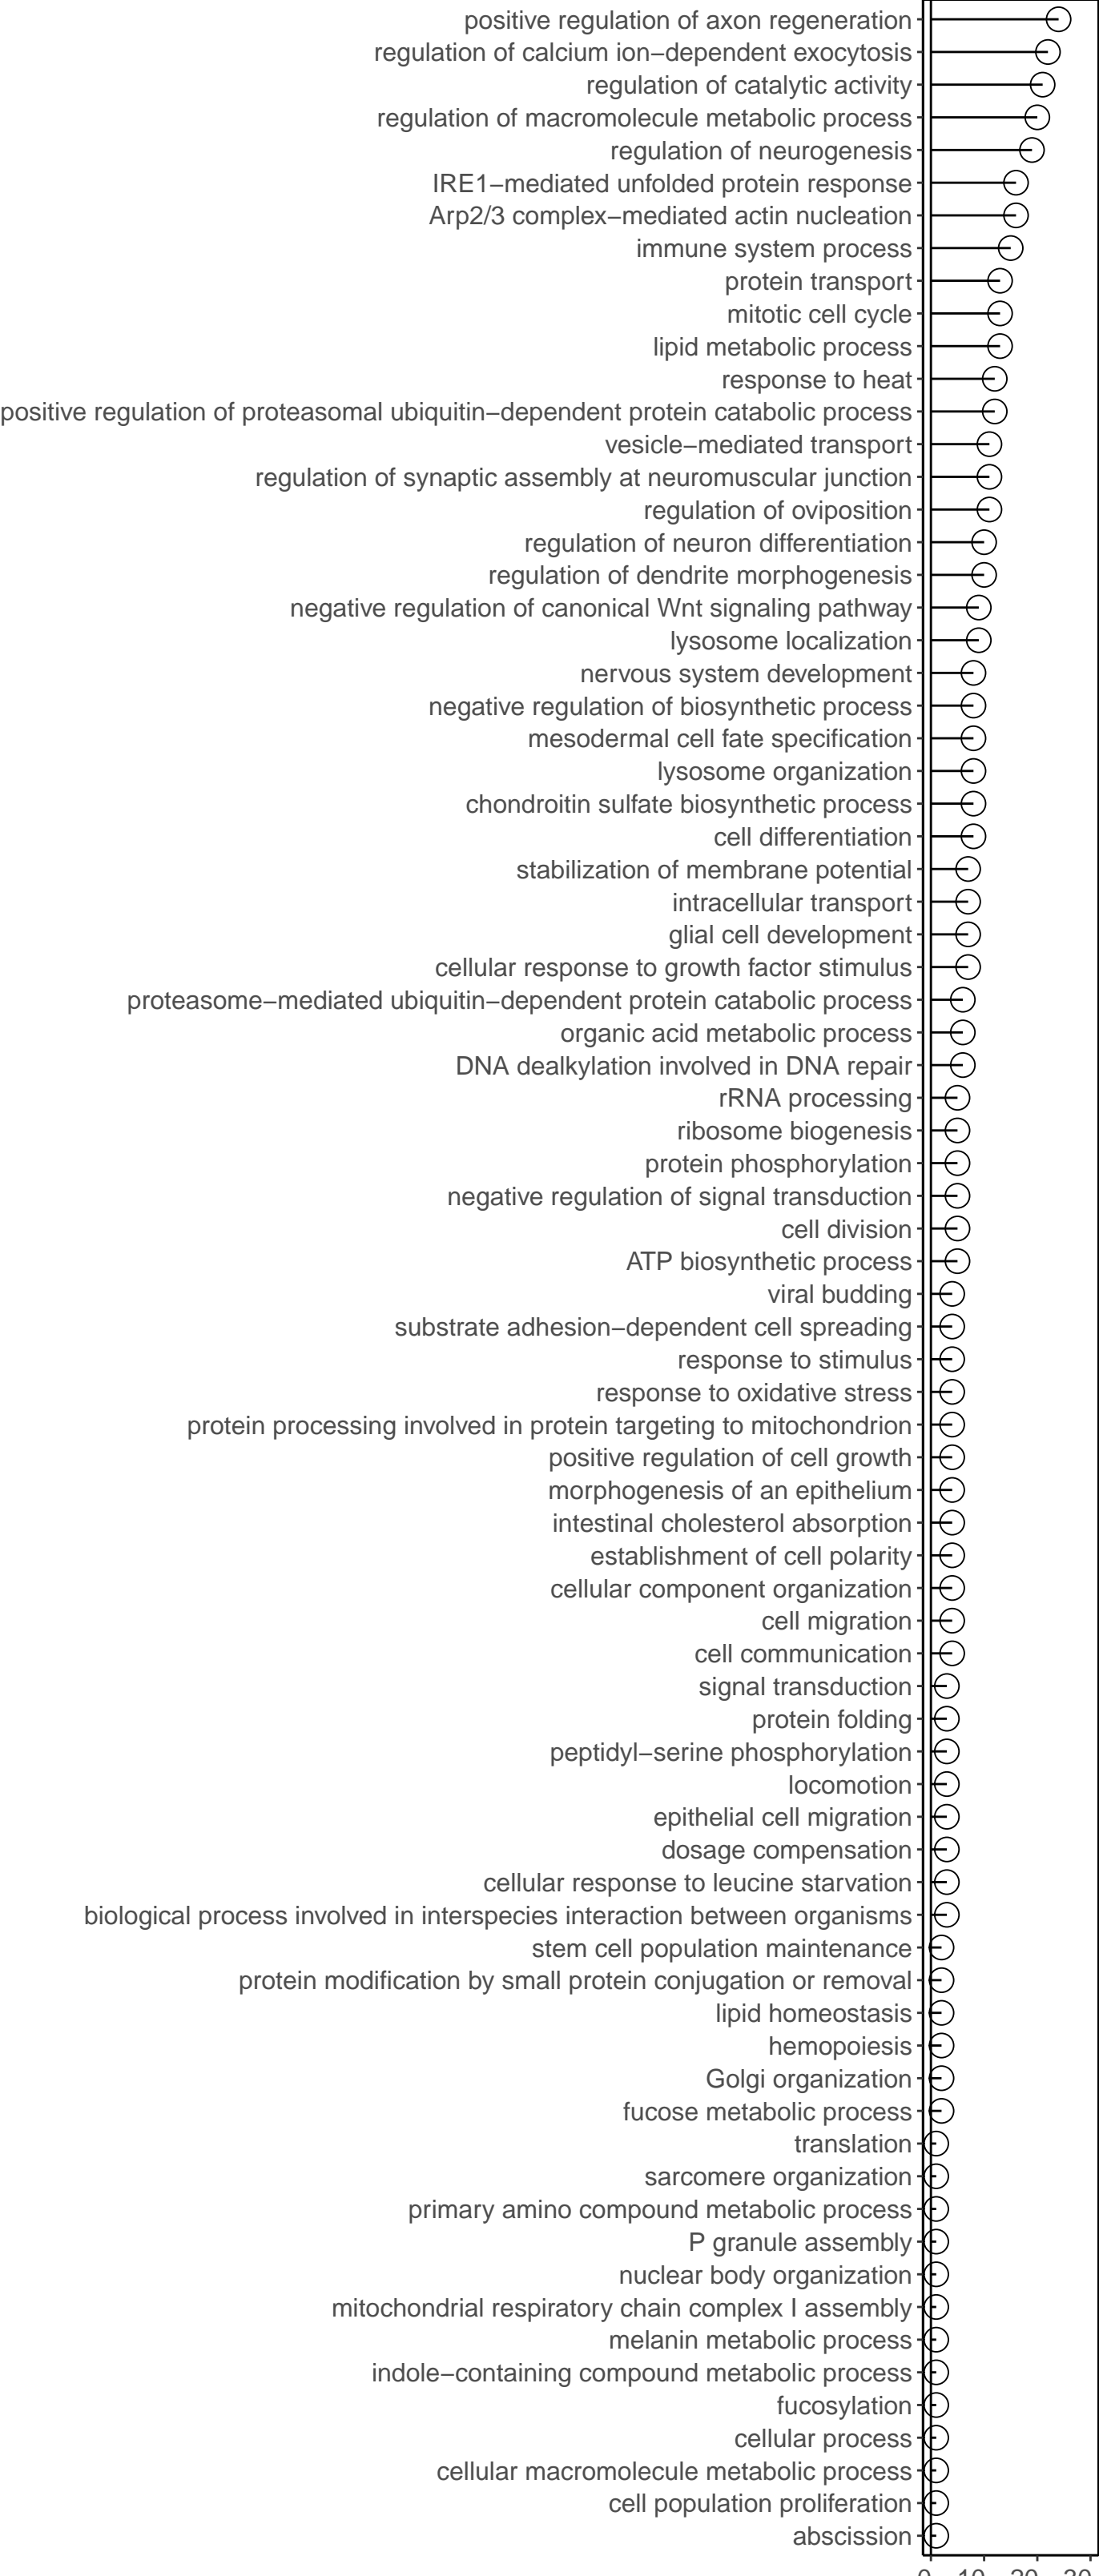 positive regulation of axon regeneration
regulation of calcium ion−dependent exocytosis
regulation of catalytic activity
regulation of macromolecule metabolic process
regulation of neurogenesis
IRE1−mediated unfolded protein response
Arp2/3 complex−mediated actin nucleation
immune system process
protein transport
mitotic cell cycle
lipid metabolic process
response to heat
positive regulation of proteasomal ubiquitin−dependent protein catabolic process
vesicle−mediated transport
regulation of synaptic assembly at neuromuscular junction
regulation of oviposition
regulation of neuron differentiation
regulation of dendrite morphogenesis
negative regulation of canonical Wnt signaling pathway
lysosome localization
nervous system development
negative regulation of biosynthetic process
mesodermal cell fate specification
lysosome organization
chondroitin sulfate biosynthetic process
cell differentiation
stabilization of membrane potential
intracellular transport
glial cell development
cellular response to growth factor stimulus
proteasome−mediated ubiquitin−dependent protein catabolic process
organic acid metabolic process
DNA dealkylation involved in DNA repair
rRNA processing
ribosome biogenesis
protein phosphorylation
negative regulation of signal transduction
cell division
ATP biosynthetic process
viral budding
substrate adhesion−dependent cell spreading
response to stimulus
response to oxidative stress
protein processing involved in protein targeting to mitochondrion
positive regulation of cell growth
morphogenesis of an epithelium
intestinal cholesterol absorption
establishment of cell polarity
cellular component organization
cell migration
cell communication
signal transduction
protein folding
peptidyl−serine phosphorylation
locomotion
epithelial cell migration
dosage compensation
cellular response to leucine starvation
biological process involved in interspecies interaction between organisms
stem cell population maintenance
protein modification by small protein conjugation or removal
lipid homeostasis
hemopoiesis
Golgi organization
fucose metabolic process
translation
sarcomere organization
primary amino compound metabolic process
P granule assembly
nuclear body organization
mitochondrial respiratory chain complex I assembly
melanin metabolic process
indole−containing compound metabolic process
fucosylation
cellular process
cellular macromolecule metabolic process
cell population proliferation
abscission
0 10 20 30